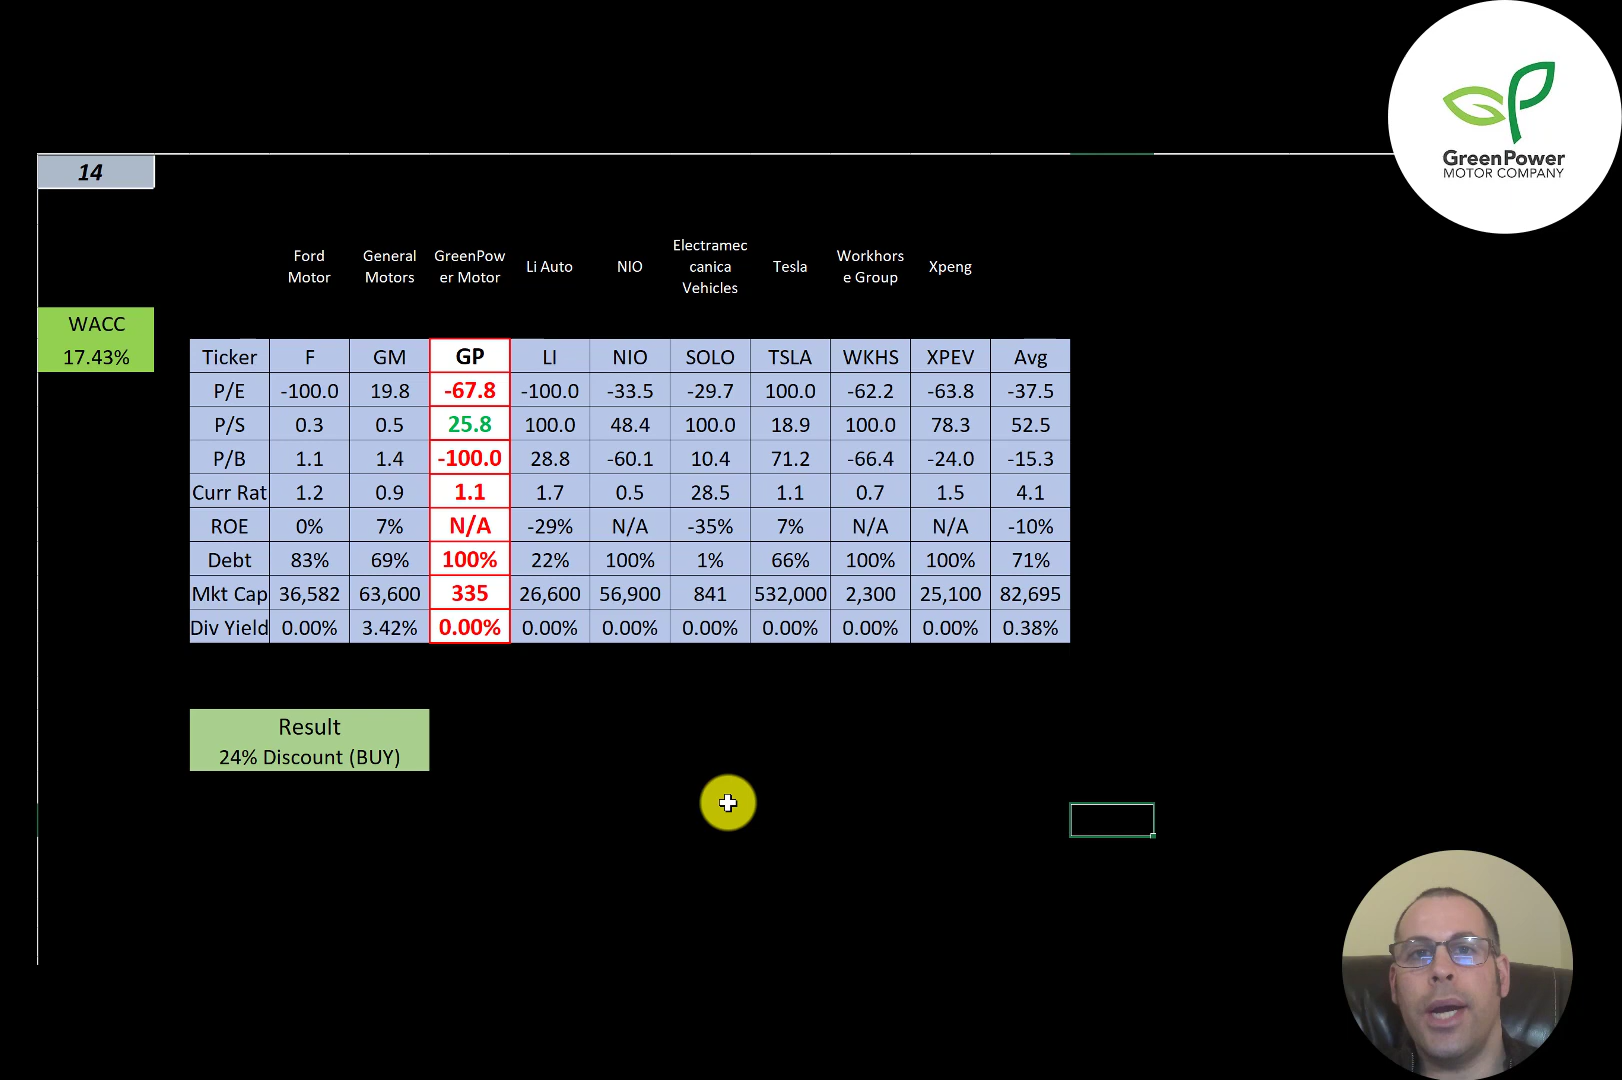 GreenPower
MOTOR COMPANY
14
Ford
Motor
General
Motors
GreenPow
er Motor
Li Auto
NIO
Electramec
canica
Vehicles
Tesla
Workhors
e Group
Xpeng
WACC
17.43%
Ticker F GM GP LI NIO SOLO TSLA WKHS XPEV Avg
P/E -100.0 19.8 -67.8 -100.0 -33.5 -29.7 100.0 -62.2 -63.8 -37.5
P/S 0.3 0.5 25.8 100.0 48.4 100.0 18.9 100.0 78.3 52.5
P/B 1.1 1.4 -100.0 28.8 -60.1 10.4 71.2 -66.4 -24.0 -15.3
Curr Rat 1.2 0.9 1.1 1.7 0.5 28.5 1.1 0.7 1.5 4.1
ROE 0% 7% N/A -29% N/A -35% 7% N/A N/A -10%
Debt 83% 69% 100% 22% 100% 1% 66% 100% 100% 71%
Mkt Cap 36,582 63,600 335 26,600 56,900 841 532,000 2,300 25,100 82,695
Div Yield 0.00% 3.42% 0.00% 0.00% 0.00% 0.00% 0.00% 0.00% 0.00% 0.38%
Result
24% Discount (BUY)